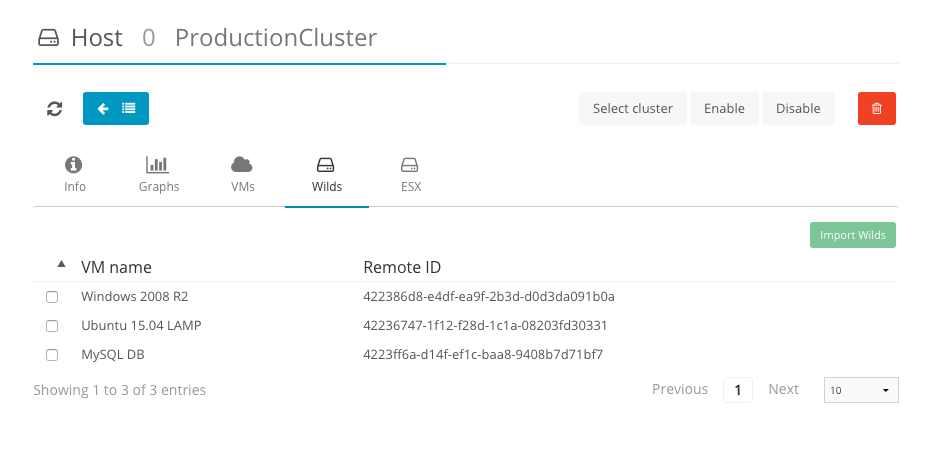 Host 0 ProductionCluster
Select cluster Enable Disable
Info Graphs VMs Wilds ESX
Import Wilds
VM name Remote ID
Windows 2008 R2 422386d8-e4df-ea9f-2b3d-d0d3da091b0a
Ubuntu 15.04 LAMP 42236747-1f12-f28d-1c1a-08203fd30331
MySQL DB 4223ff6a-d14f-ef1c-baa8-9408b7d71bf7
Showing 1 to 3 of 3 entries Previous 1 Next 10